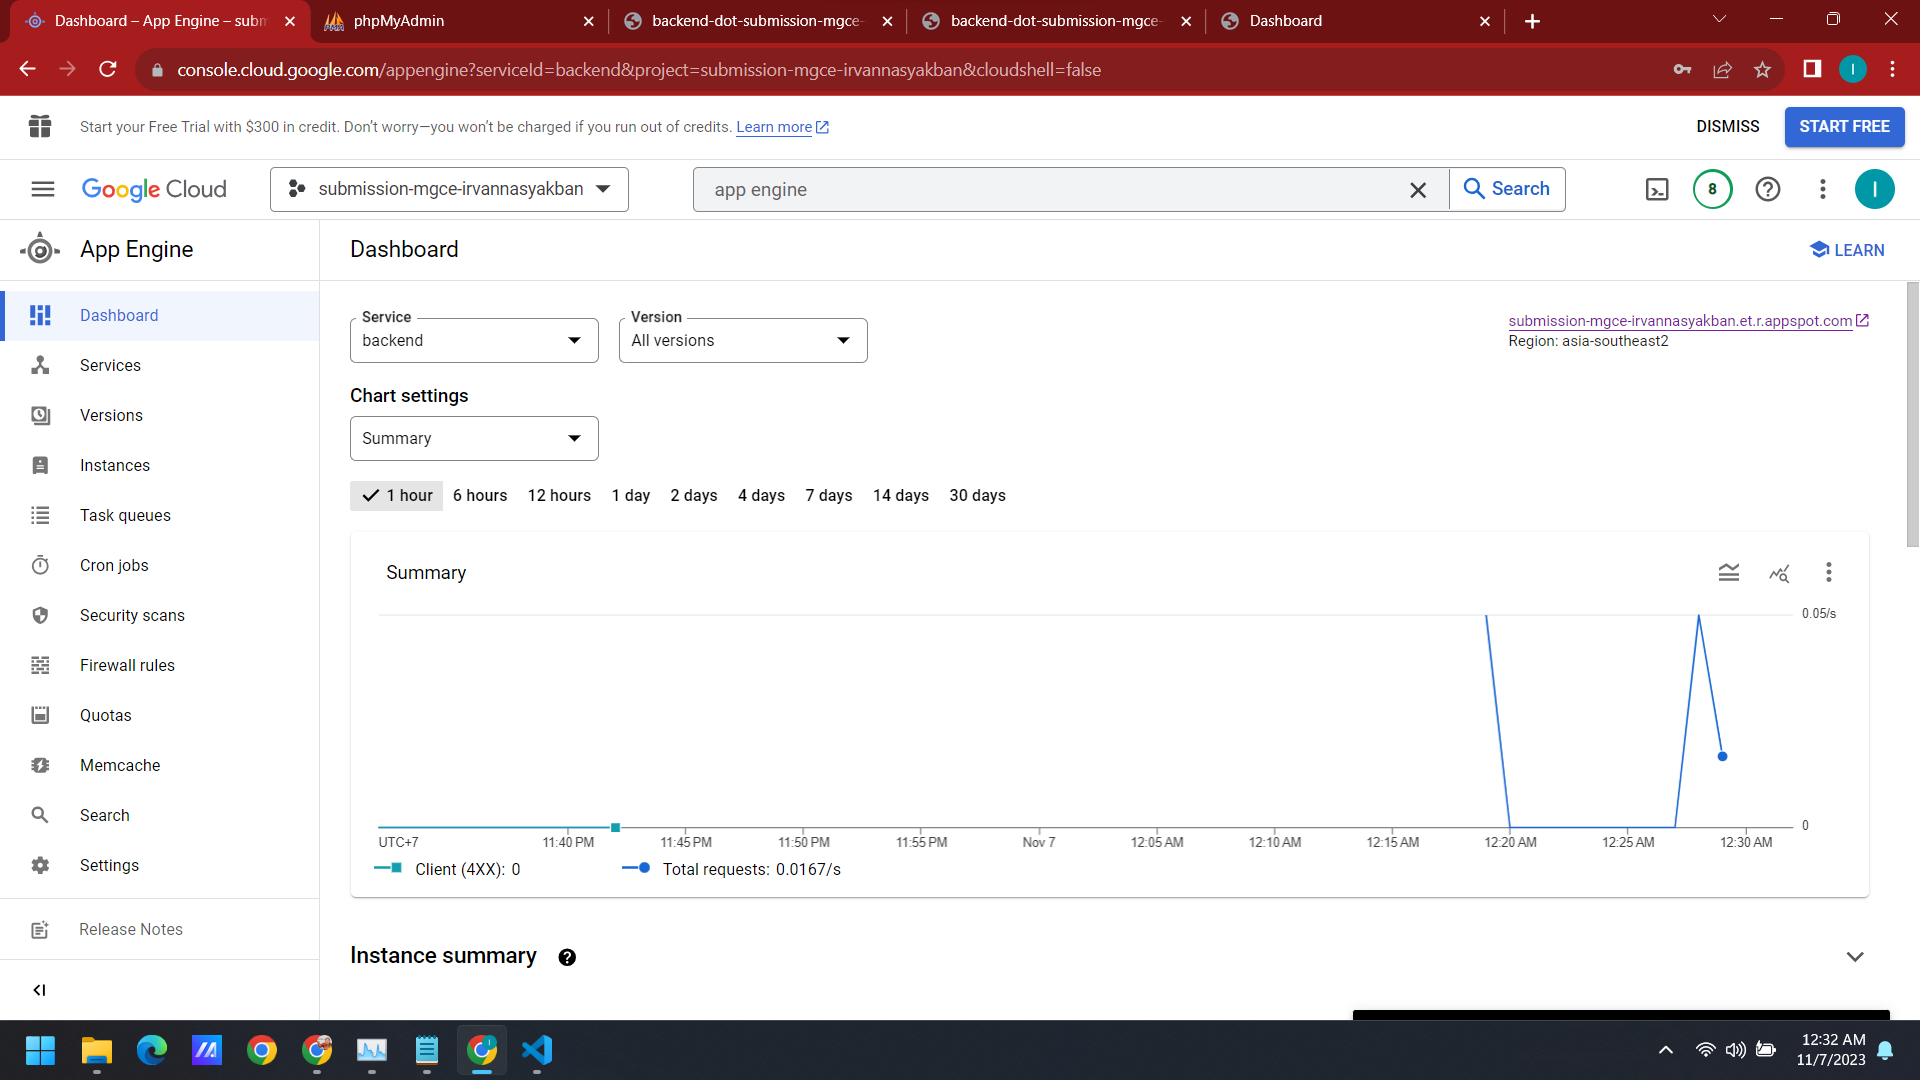 Dashboard – App Engine – subm
phpMyAdmin
backend-dot-submission-mgce-
backend-dot-submission-mgce-
Dashboard
console.cloud.google.com/appengine?serviceId=backend&project=submission-mgce-irvannasyakban&cloudshell=false
I
Start your Free Trial with $300 in credit. Don't worry—you won't be charged if you run out of credits. Learn more
DISMISS
START FREE
Google Cloud
submission-mgce-irvannasyakban
app engine
Search
8
I
App Engine
Dashboard
LEARN
Dashboard
Services
Versions
Instances
Task queues
Cron jobs
Security scans
Firewall rules
Quotas
Memcache
Search
Settings
Release Notes
Service
backend
Version
All versions
submission-mgce-irvannasyakban.et.r.appspot.com
Region: asia-southeast2
Chart settings
Summary
1 hour 6 hours 12 hours 1 day 2 days 4 days 7 days 14 days 30 days
Summary
0.05/s
0
UTC+7 11:40 PM 11:45 PM 11:50 PM 11:55 PM Nov 7 12:05 AM 12:10 AM 12:15 AM 12:20 AM 12:25 AM 12:30 AM
Client (4XX): 0
Total requests: 0.0167/s
Instance summary
12:32 AM
11/7/2023